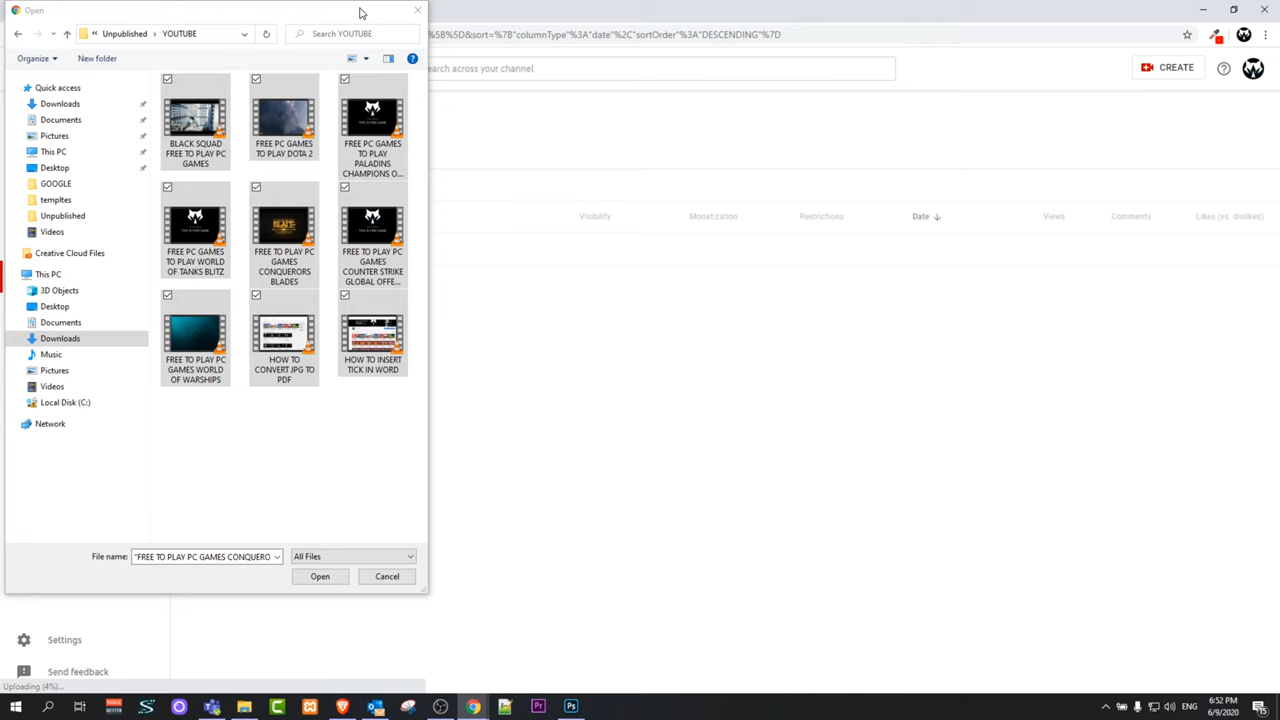 Open
Unpublished
YOUTUBE
Search YOUTUBE
%5B%5D&sort=%7B"columnType"%3A"date"%2C"sortOrder"%3A"DESCENDING"%7D
Organize
New folder
earch across your channel
CREATE
Quick access
Downloads
Documents
Pictures
This PC
Desktop
GOOGLE
templtes
Unpublished
Videos
Creative Cloud Files
This PC
3D Objects
Desktop
Documents
Downloads
Music
Pictures
Videos
Local Disk (C:)
Network
BLACK SQUAD
FREE TO PLAY PC
GAMES
FREE PC GAMES
TO PLAY DOTA 2
FREE PC GAMES
TO PLAY
PALADINS
CHAMPIONS O...
FREE PC GAMES
TO PLAY WORLD
OF TANKS BLITZ
FREE TO PLAY PC
GAMES
CONQUERORS
BLADES
FREE TO PLAY PC
GAMES
COUNTER STRIKE
GLOBAL OFFE...
FREE TO PLAY PC
GAMES WORLD
OF WARSHIPS
HOW TO
CONVERT JPG TO
PDF
HOW TO INSERT
TICK IN WORD
Visibility
Monetization
Restrictions
Date
Views
Comments
Likes (vs. dislikes)
File name:
"FREE TO PLAY PC GAMES CONQUERO
All Files
Open
Cancel
Settings
Send feedback
Uploading (4%)...
6:52 PM
6/9/2020